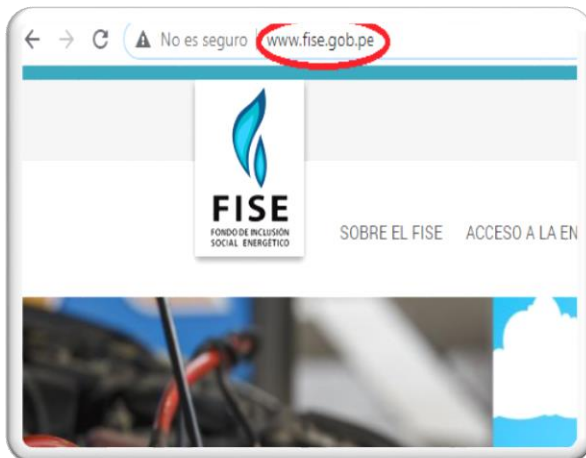 No es seguro www.fise.gob.pe
FISE
FONDO DE INCLUSIÓN
SOCIAL ENERGÉTICO
SOBRE EL FISE ACCESO A LA EN